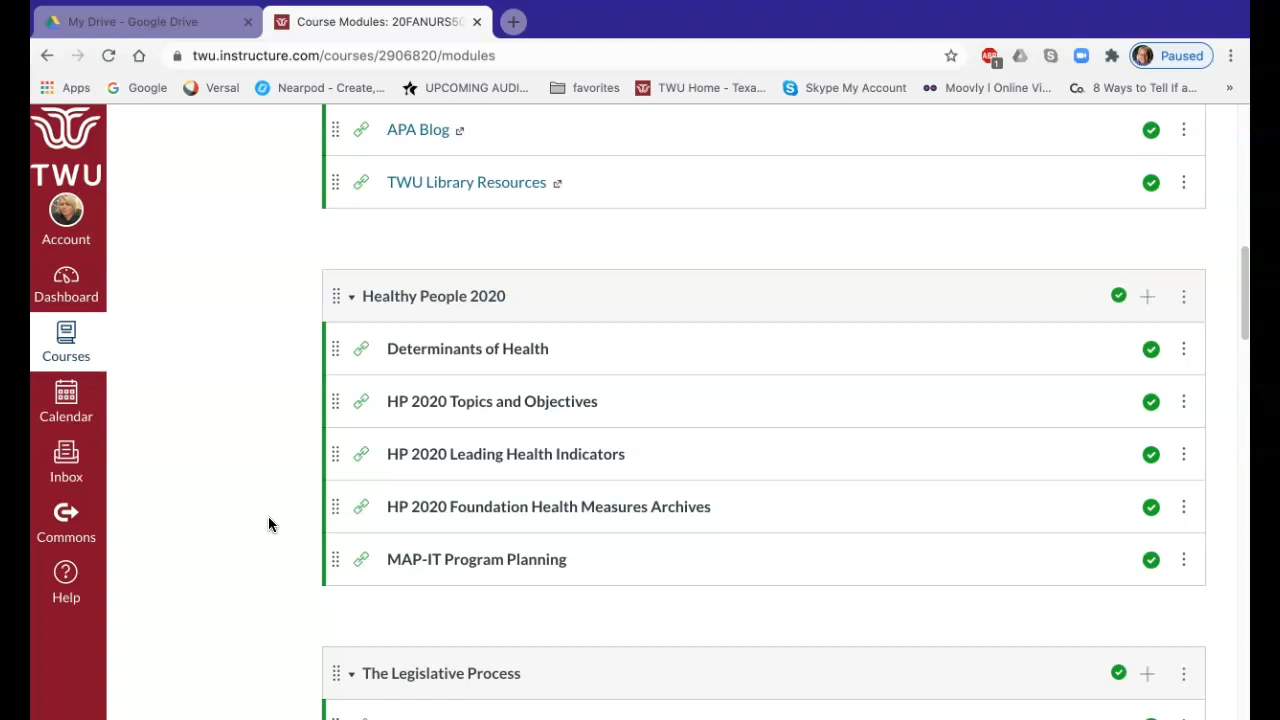 My Drive - Google Drive
Course Modules: 20FANURS5
twu.instructure.com/courses/2906820/modules
1
Paused
Apps
Google
Versal
Nearpod - Create,...
UPCOMING AUDI...
favorites
TWU Home - Texa...
Skype My Account
Moovly I Online Vi...
Co. 8 Ways to Tell If a...
»
TWU
Account
Dashboard
Courses
Calendar
Inbox
Commons
Help
APA Blog
TWU Library Resources
Healthy People 2020
Determinants of Health
HP 2020 Topics and Objectives
HP 2020 Leading Health Indicators
HP 2020 Foundation Health Measures Archives
MAP-IT Program Planning
The Legislative Process